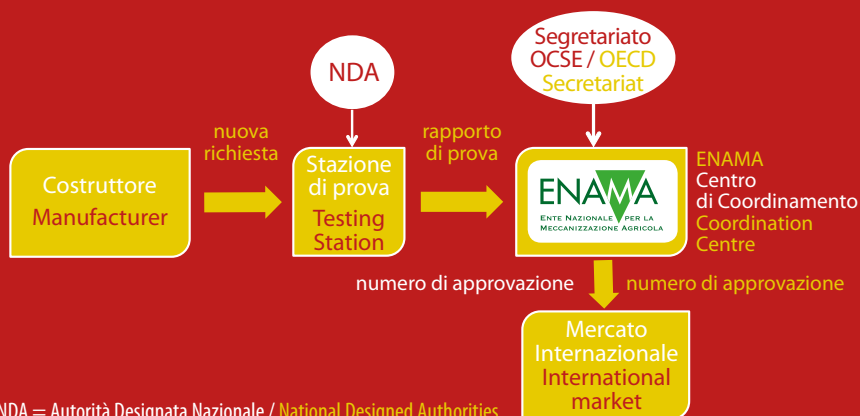 Segretariato
OCSE / OECD
Secretariat
NDA
nuova
richiesta
rapporto
di prova
Costruttore
Manufacturer
Stazione
di prova
Testing
Station
ENAMA
ENTE NAZIONALE PER LA
MECCANIZZAZIONE AGRICOLA
ENAMA
Centro
di Coordinamento
Coordination
Centre
numero di approvazione
numero di approvazione
Mercato
Internazionale
International
market
NDA = Autorità Designata Nazionale / National Designed Authorities